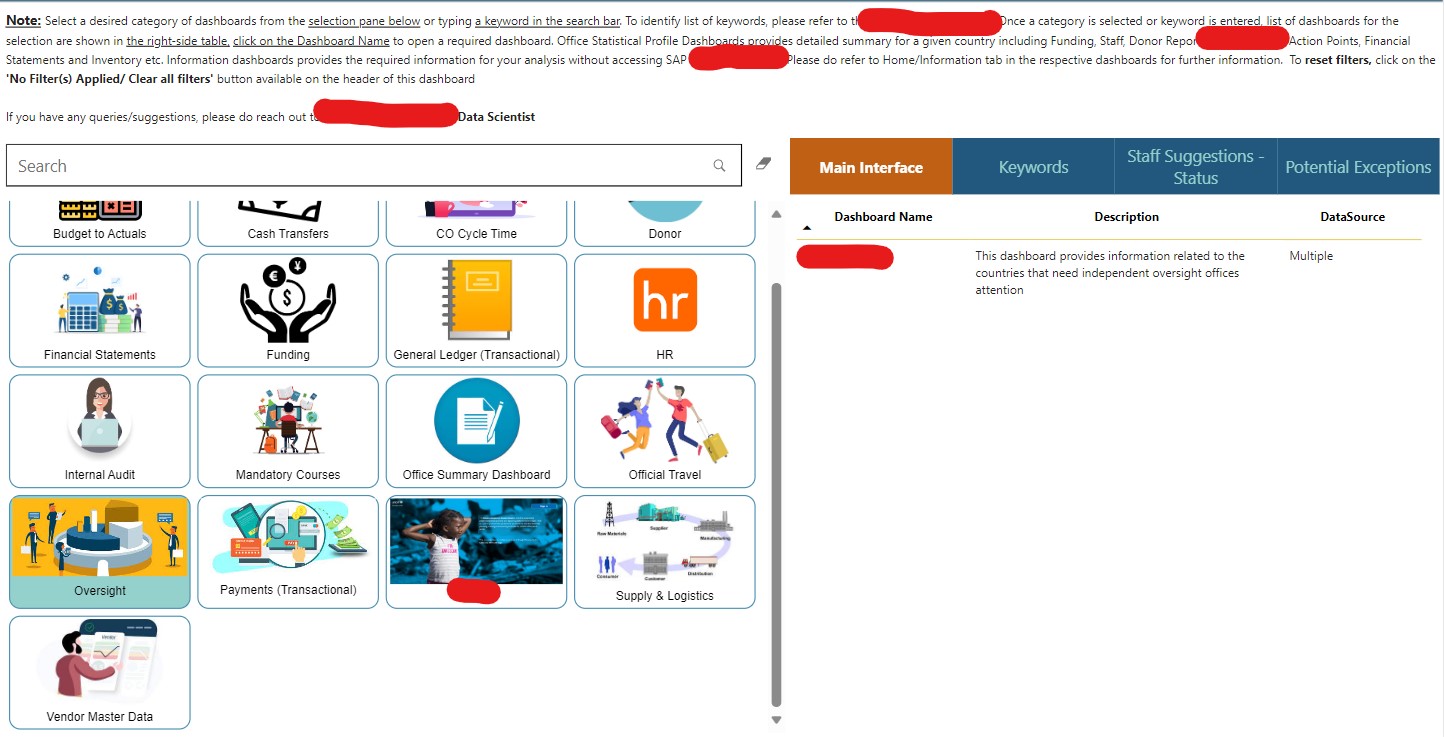 Note: Select a desired category of dashboards from the selection pane below or typing a keyword in the search bar. To identify list of keywords, please refer to Once a category is selected or keyword is entered, list of dashboards for the
selection are shown in the right-side table, click on the Dashboard Name to open a required dashboard. Office Statistical Profile Dashboards provides detailed summary for a given country including Funding, Staff, Donor Action Points, Financial
Statements and Inventory etc. Information dashboards provides the required information for your analysis without accessing SAP Please do refer to Home/Information tab in the respective dashboards for further information. To reset filters, click on the
'No Filter(s) Applied/ Clear all filters' button available on the header of this dashboard
If you have any queries/suggestions, please do reach out Data Scientist
Search
Budget to Actuals
Cash Transfers
CO Cycle Time
Donor
Financial Statements
Funding
General Ledger (Transactional)
hr
HR
Internal Audit
Mandatory Courses
Office Summary Dashboard
Official Travel
Oversight
Payments (Transactional)
Raw Materials
Supplier
Manufacturing
Consumer
Customer
Distribution
Supply & Logistics
Vendor Master Data
Main Interface
Keywords
Staff Suggestions -
Status
Potential Exceptions
Dashboard Name Description DataSource
This dashboard provides information related to the Multiple
countries that need independent oversight offices
attention